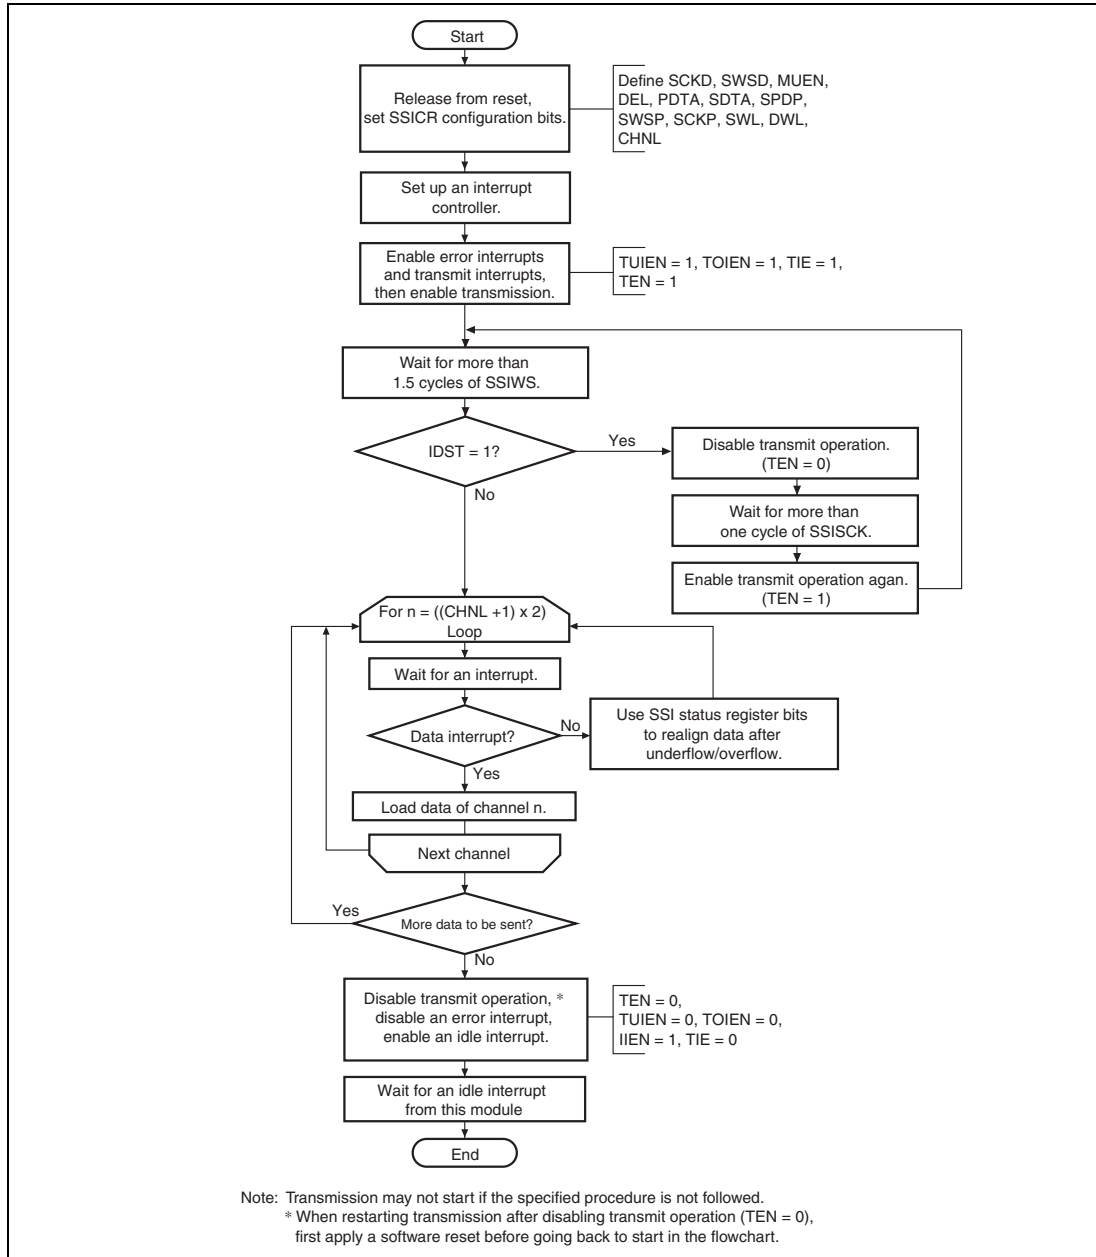 Start
Release from reset,
set SSICR configuration bits.
Define SCKD, SWSD, MUEN,
DEL, PDTA, SDTA, SPDP,
SWSP, SCKP, SWL, DWL,
CHNL
Set up an interrupt
controller.
Enable error interrupts
and transmit interrupts,
then enable transmission.
TUIEN = 1, TOIEN = 1, TIE = 1,
TEN = 1
Wait for more than
1.5 cycles of SSIWS.
IDST = 1?
Yes
No
Disable transmit operation.
(TEN = 0)
Wait for more than
one cycle of SSISCK.
Enable transmit operation agan.
(TEN = 1)
For n = ((CHNL +1) x 2)
Loop
Wait for an interrupt.
Data interrupt?
No
Yes
Use SSI status register bits
to realign data after
underflow/overflow.
Load data of channel n.
Next channel
More data to be sent?
Yes
No
Disable transmit operation, *
disable an error interrupt,
enable an idle interrupt.
TEN = 0,
TUIEN = 0, TOIEN = 0,
IIEN = 1, TIE = 0
Wait for an idle interrupt
from this module
End
Note: Transmission may not start if the specified procedure is not followed.
* When restarting transmission after disabling transmit operation (TEN = 0),
first apply a software reset before going back to start in the flowchart.